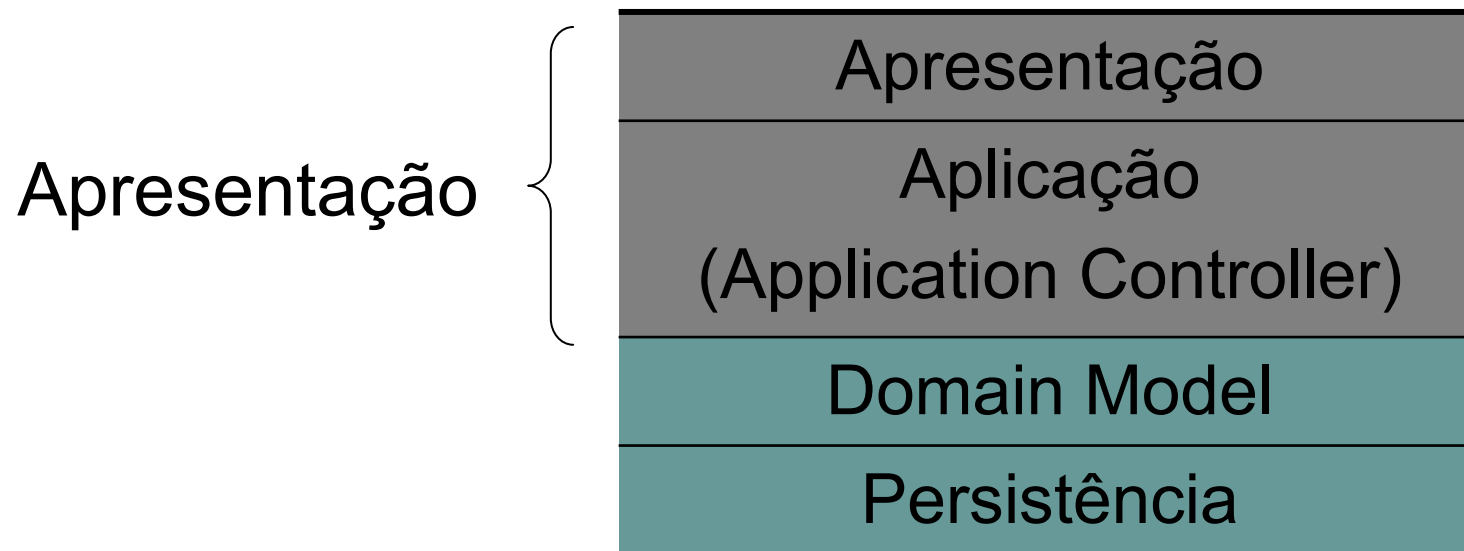 Apresentação
Apresentação
Aplicação
(Application Controller)
Domain Model
Persistência